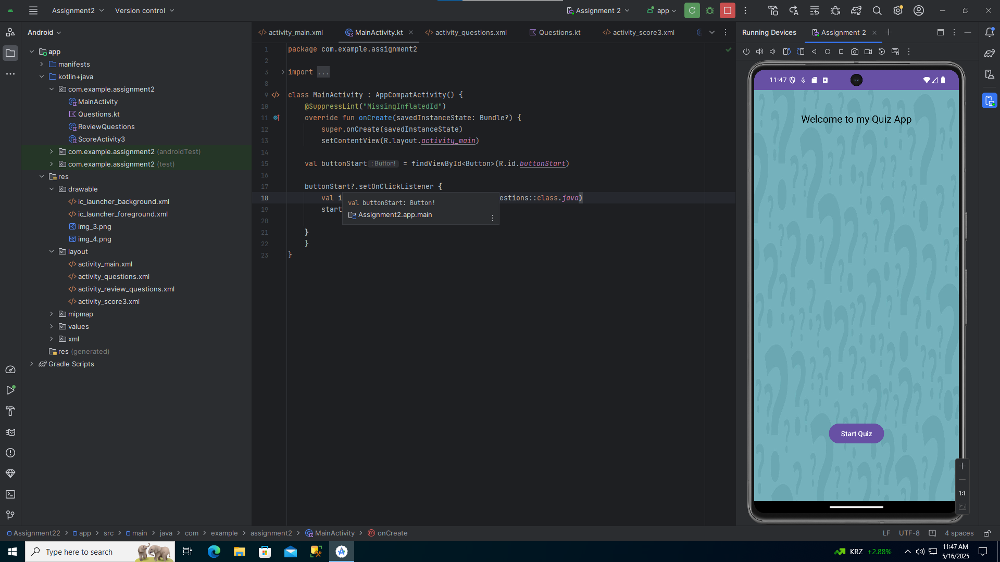 Assignment2
Version control
Assignment 2
app
Android
activity_main.xml
MainActivity.kt
activity_questions.xml
Questions.kt
activity_score3.xml
Running Devices
Assignment 2
app
manifests
kotlin+java
com.example.assignment2
MainActivity
Questions.kt
ReviewQuestions
ScoreActivity3
com.example.assignment2 (androidTest)
com.example.assignment2 (test)
res
drawable
ic_launcher_background.xml
ic_launcher_foreground.xml
img_3.png
img_4.png
layout
activity_main.xml
activity_questions.xml
activity_review_questions.xml
activity_score3.xml
mipmap
values
xml
res (generated)
Gradle Scripts
1 package com.example.assignment2
2
3 import ...
8
9 class MainActivity : AppCompatActivity() {
10 @SuppressLint("MissingInflatedId")
11 override fun onCreate(savedInstanceState: Bundle?) {
12 super.onCreate(savedInstanceState)
13 setContentView(R.layout.activity_main)
14
15 val buttonStart : Button! = findViewById<Button>(R.id.buttonStart)
16
17 buttonStart?.setOnClickListener {
18 val i estions::class.java)
19 start
20
21 }
22 }
23 }
val buttonStart: Button!
Assignment2.app.main
11:47
Welcome to my Quiz App
Start Quiz
1:1
Assignment22 > app > src > main > java > com > example > assignment2 > MainActivity > onCreate
LF UTF-8 4 spaces
Type here to search
KRZ +2.88%
11:47 AM
5/16/2025